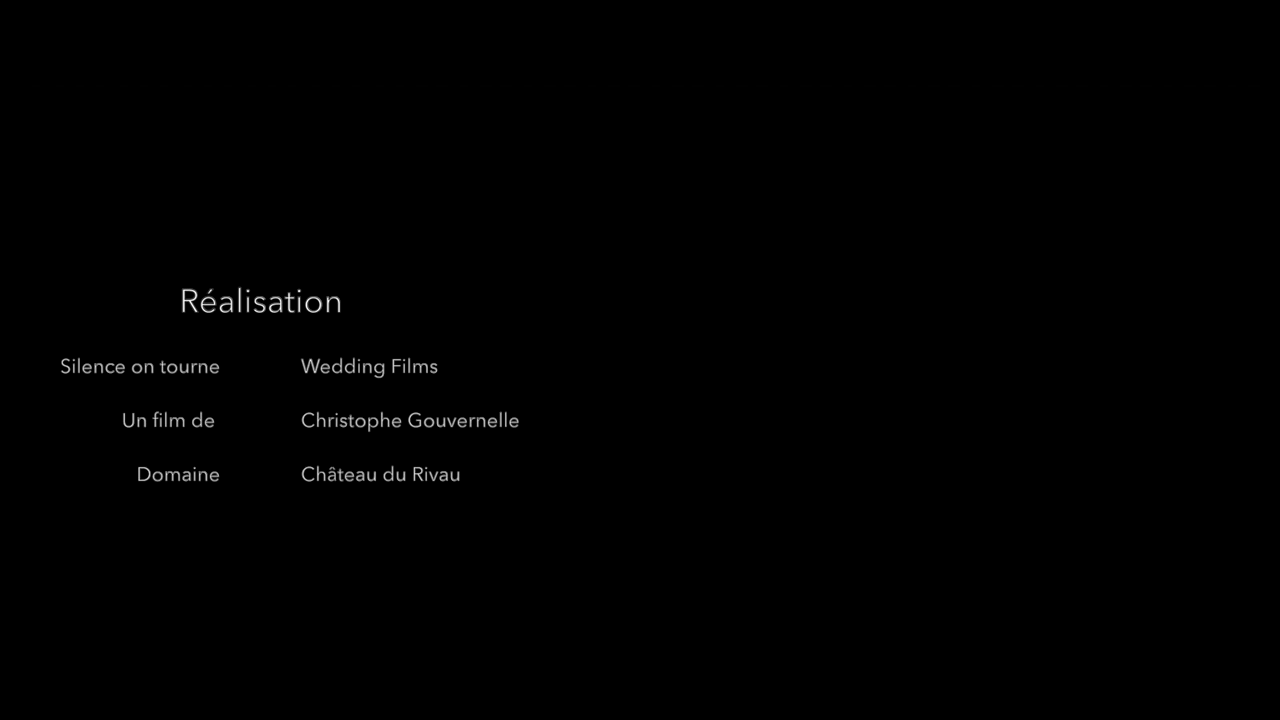 Réalisation
Silence on tourne Wedding Films
Un film de Christophe Gouvernelle
Domaine Château du Rivau